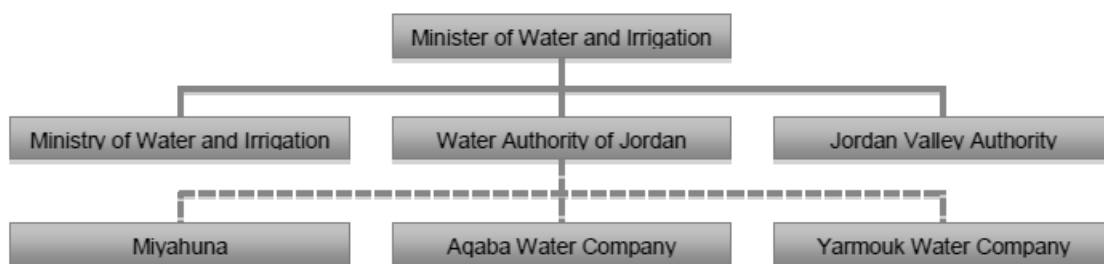 Minister of Water and Irrigation
Ministry of Water and Irrigation
Water Authority of Jordan
Jordan Valley Authority
Miyahuna
Aqaba Water Company
Yarmouk Water Company